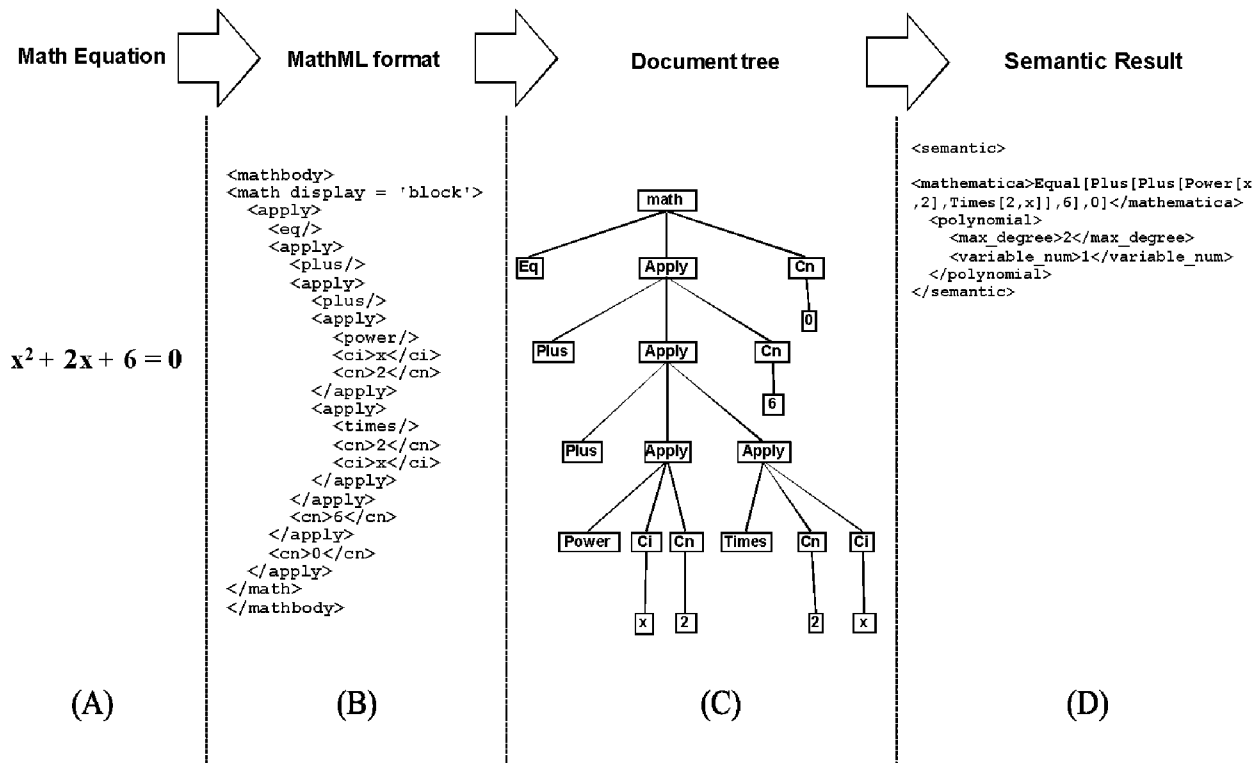 Math Equation
MathML format
Document tree
Semantic Result
x² + 2x + 6 = 0
<mathbody>
<math display = 'block'>
<apply>
<eq/>
<apply>
<plus/>
<apply>
<plus/>
<apply>
<power/>
<ci>x</ci>
<cn>2</cn>
</apply>
<apply>
<times/>
<cn>2</cn>
<ci>x</ci>
</apply>
</apply>
<cn>6</cn>
</apply>
<cn>0</cn>
</apply>
</math>
</mathbody>
math
Eq Apply Cn
0
Plus Apply Cn
6
Plus Apply Apply
Power Ci Cn Times Cn Ci
x 2 2 x
<semantic>
<mathematica>Equal[Plus[Plus[Power[x
,2],Times[2,x]],6],0]</mathematica>
<polynomial>
<max_degree>2</max_degree>
<variable_num>1</variable_num>
</polynomial>
</semantic>
(A)
(B)
(C)
(D)